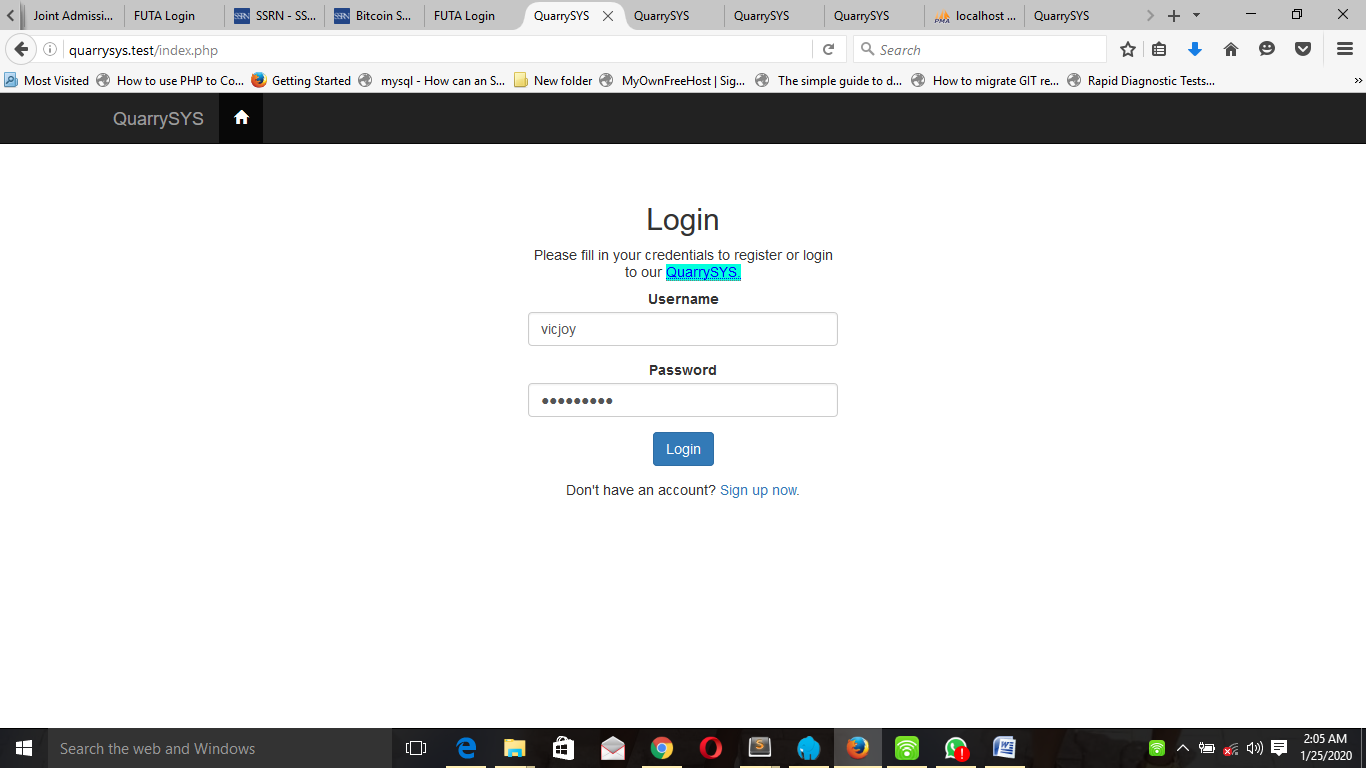 Joint Admissi...
FUTA Login
SSRN - SS...
Bitcoin S...
FUTA Login
QuarrySYS
QuarrySYS
QuarrySYS
QuarrySYS
localhost ...
QuarrySYS
quarrysys.test/index.php
Search
Most Visited
How to use PHP to Co...
Getting Started
mysql - How can an S...
New folder
MyOwnFreeHost | Sig...
The simple guide to d...
How to migrate GIT re...
Rapid Diagnostic Tests...
QuarrySYS
Login
Please fill in your credentials to register or login
to our QuarrySYS.
Username
vicjoy
Password
●●●●●●●●●
Login
Don't have an account? Sign up now.
Search the web and Windows
2:05 AM
1/25/2020